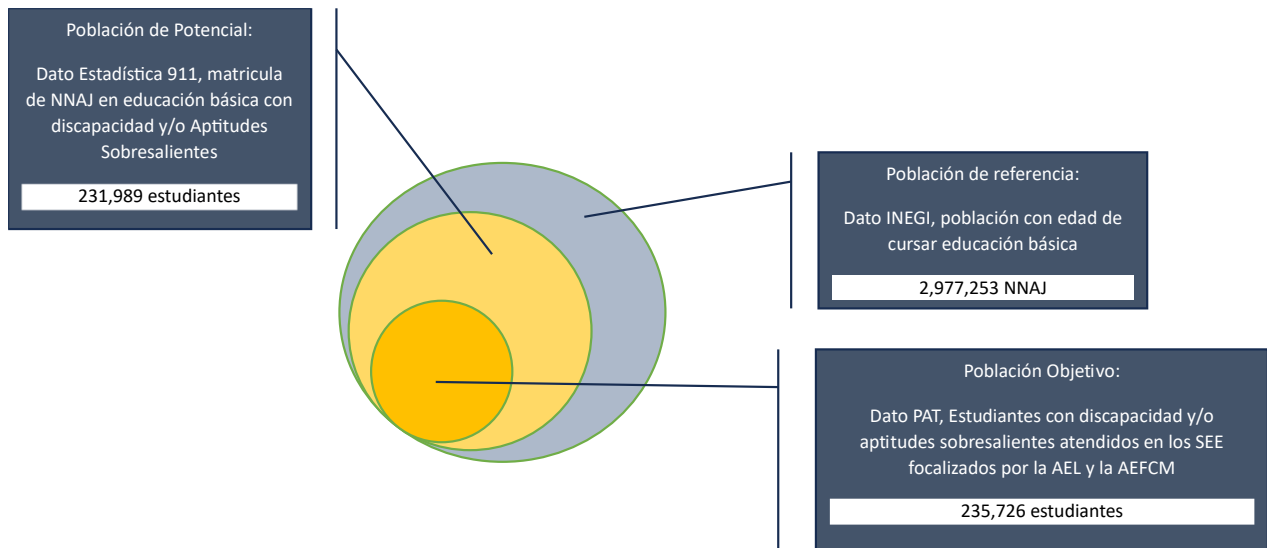 Población de Potencial:
Dato Estadística 911, matricula
de NNAJ en educación básica con
discapacidad y/o Aptitudes
Sobresalientes
231,989 estudiantes
Población de referencia:
Dato INEGI, población con edad de
cursar educación básica
2,977,253 NNAJ
Población Objetivo:
Dato PAT, Estudiantes con discapacidad y/o
aptitudes sobresalientes atendidos en los SEE
focalizados por la AEL y la AEFCM
235,726 estudiantes